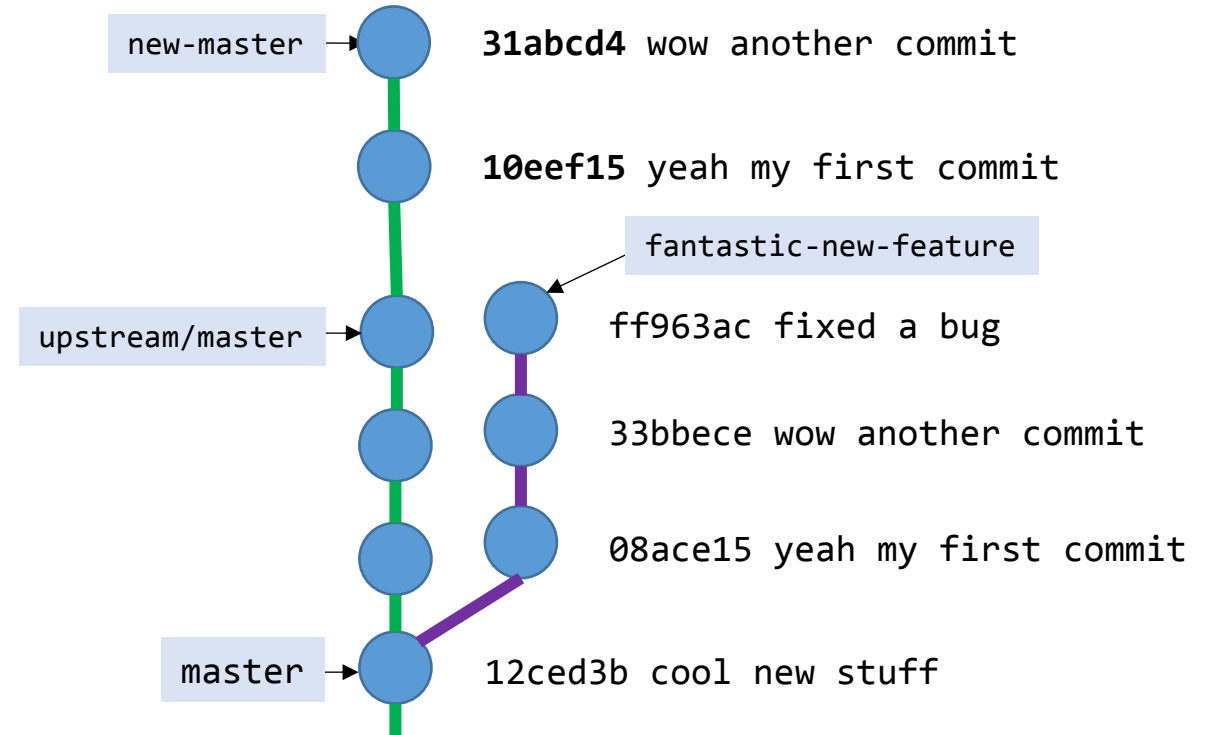 new-master 31abcd4 wow another commit
10eef15 yeah my first commit
fantastic-new-feature
upstream/master ff963ac fixed a bug
33bbece wow another commit
08ace15 yeah my first commit
master 12ced3b cool new stuff